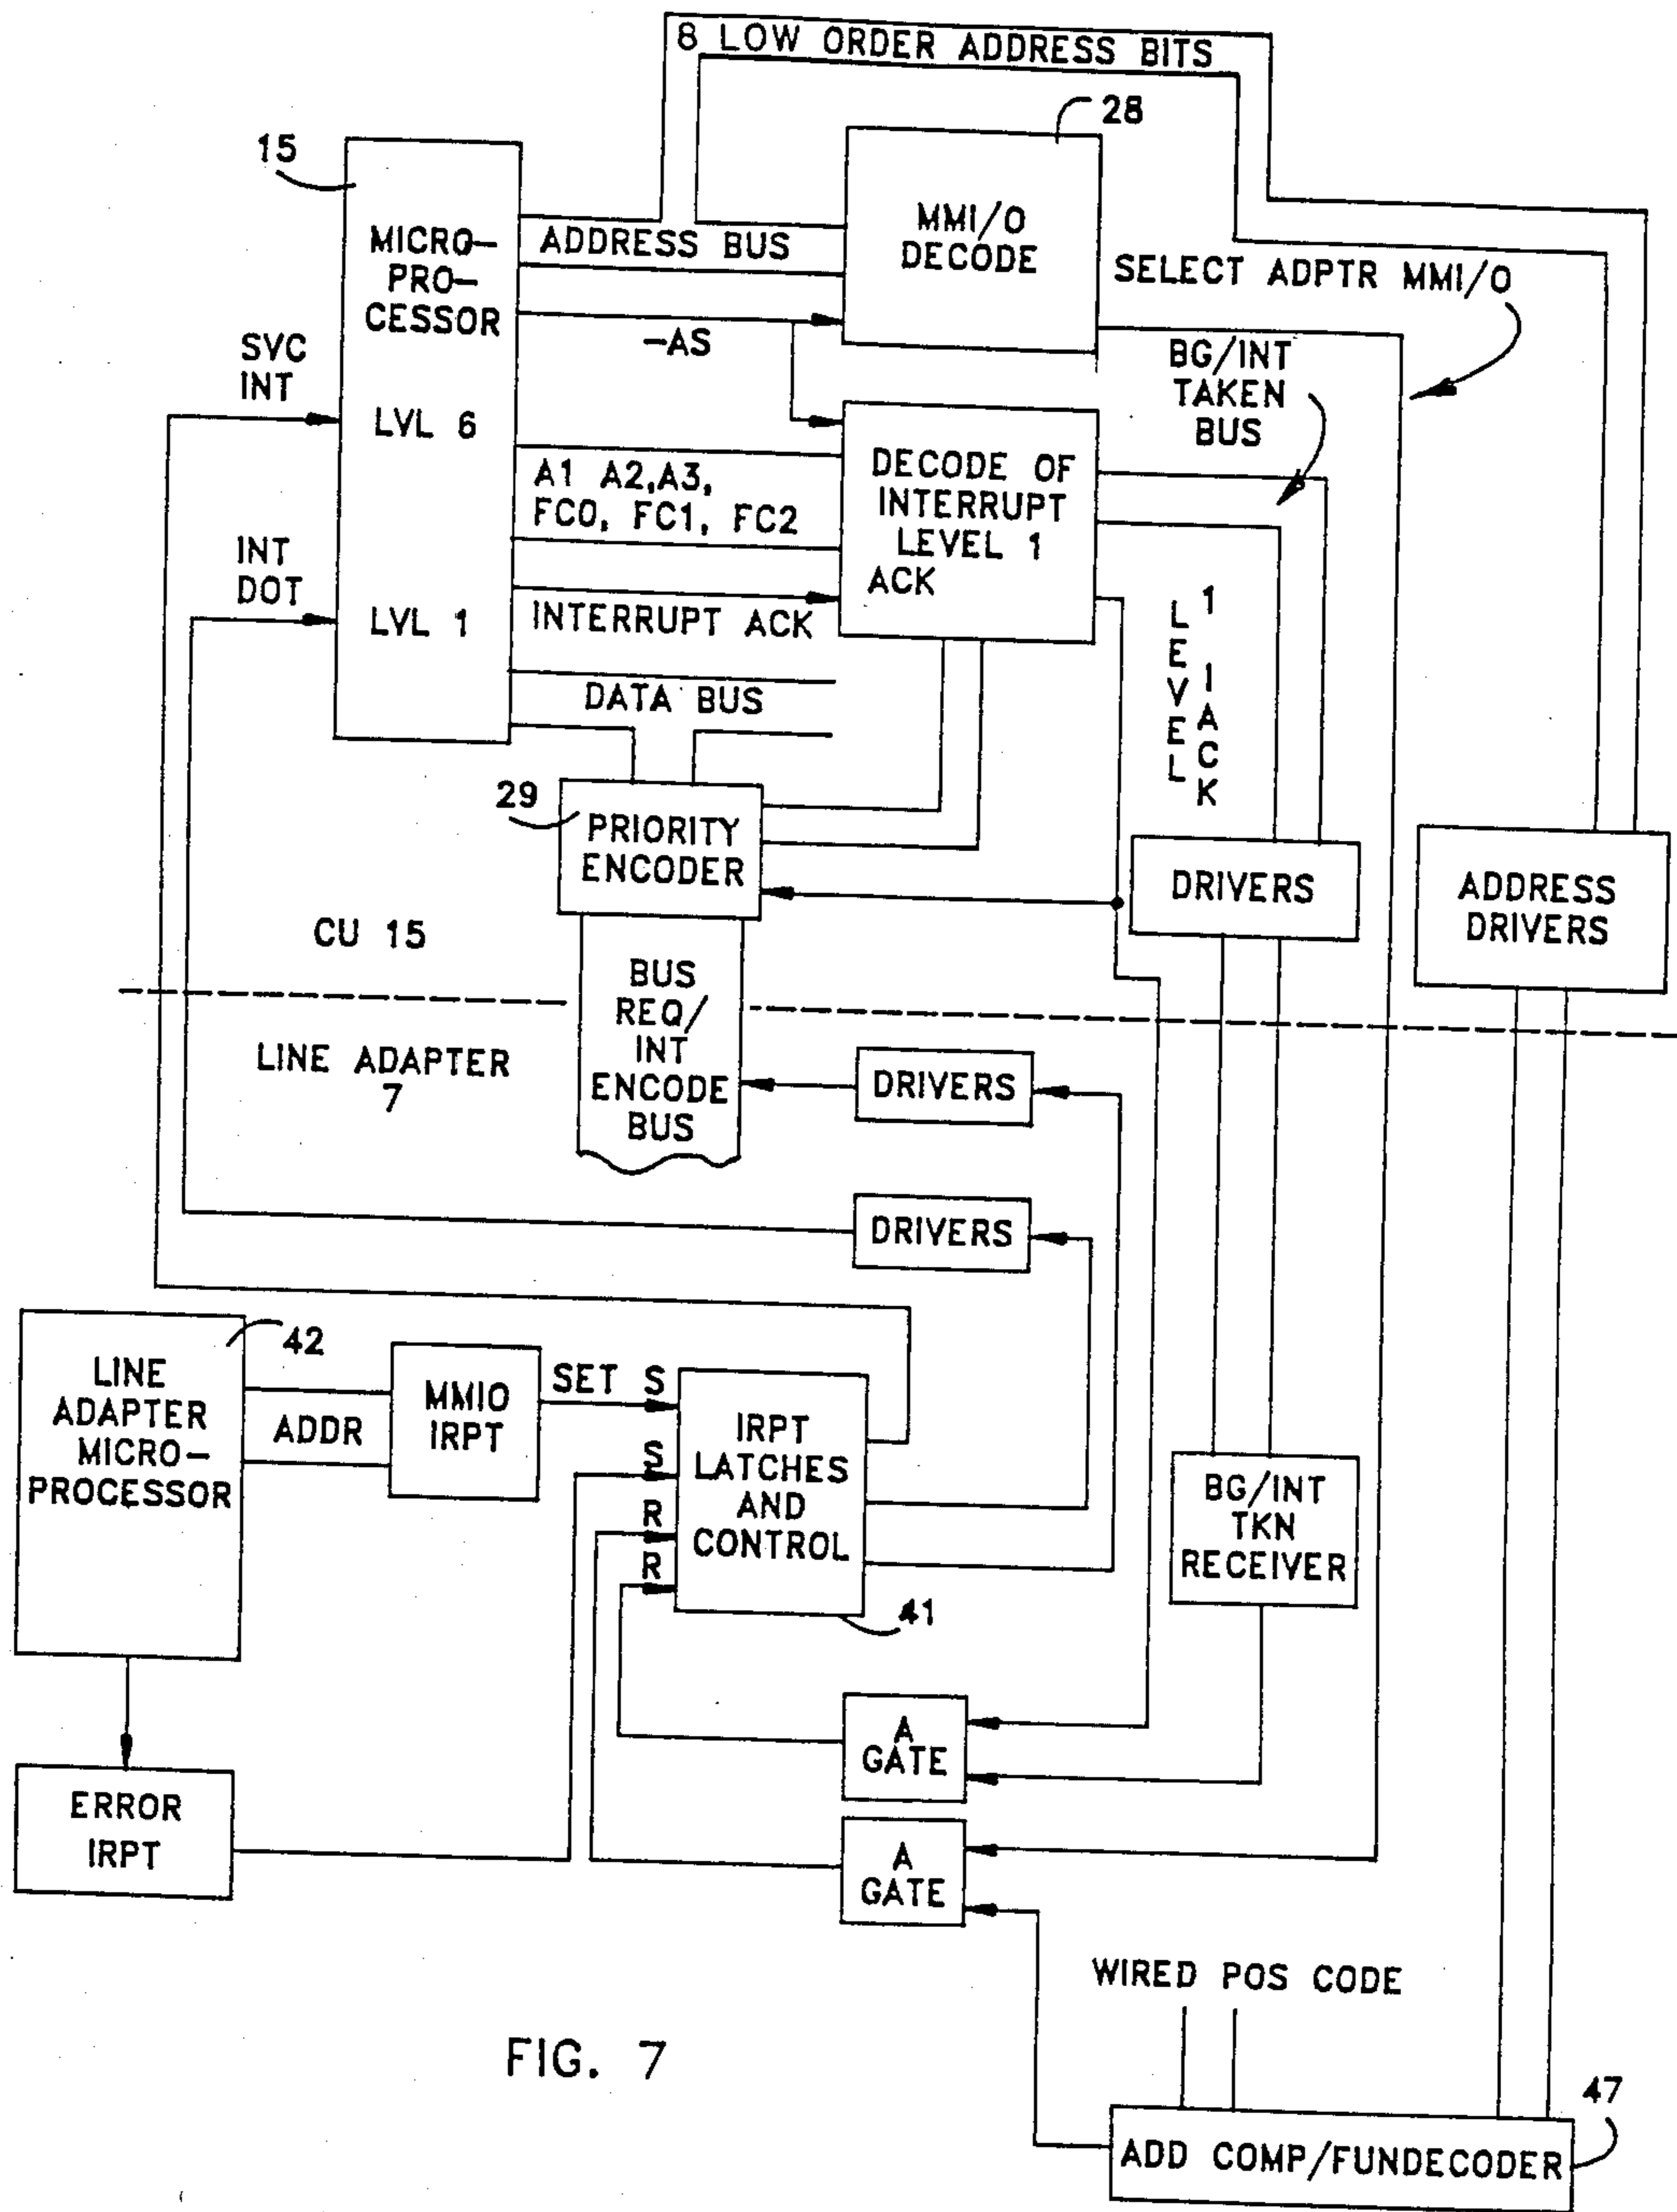 8 LOW ORDER ADDRESS BITS
28
15
MICRO-
PRO-
CESSOR
ADDRESS BUS
MMI/O
DECODE
SELECT ADPTR MMI/O
-AS
SVC
INT
LVL 6
BG/INT
TAKEN
BUS
A1 A2,A3,
FC0, FC1, FC2
DECODE OF
INTERRUPT
LEVEL 1
ACK
INT
DOT
LVL 1
INTERRUPT ACK
LEVEL
1 IACK
DATA BUS
29
PRIORITY
ENCODER
DRIVERS
ADDRESS
DRIVERS
CU 15
BUS
REQ/
INT
ENCODE
BUS
LINE ADAPTER
7
DRIVERS
DRIVERS
42
LINE
ADAPTER
MICRO-
PROCESSOR
ADDR
MMIO
IRPT
SET S
S
R
R
IRPT
LATCHES
AND
CONTROL
41
BG/INT
TKN
RECEIVER
A
GATE
ERROR
IRPT
A
GATE
WIRED POS CODE
FIG. 7
47
ADD COMP/FUNDECODER